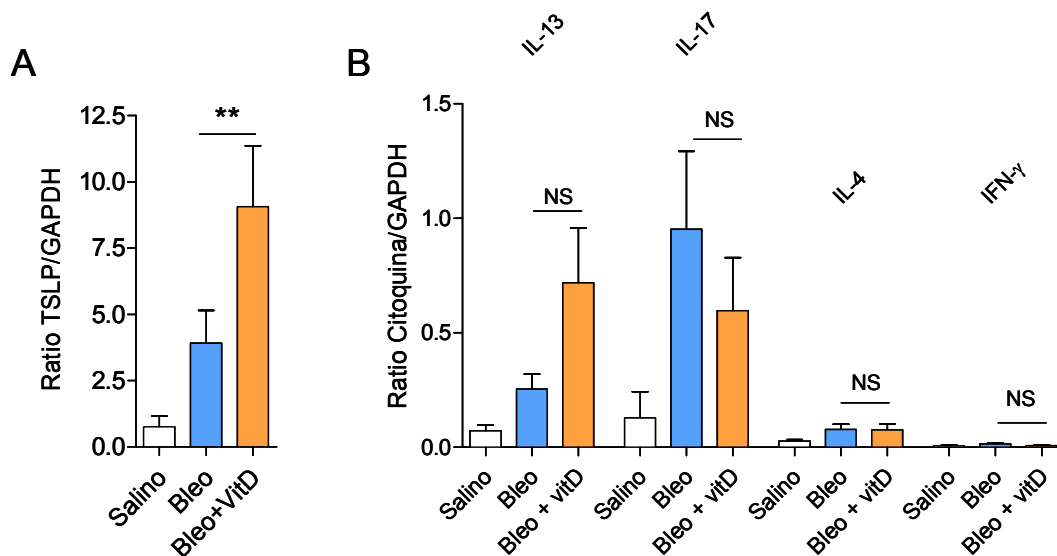 A
Ratio TSLP/GAPDH
12.5
10.0
7.5
5.0
2.5
0.0
**
Salino
Bleo
Bleo+VitD
B
IL-13
IL-17
IL-4
IFN-γ
Ratio Citoquina/GAPDH
1.5
1.0
0.5
0.0
NS
NS
NS
NS
Salino
Bleo
Bleo + vitD
Salino
Bleo
Bleo + vitD
Salino
Bleo
Bleo + vitD
Salino
Bleo
Bleo + vitD